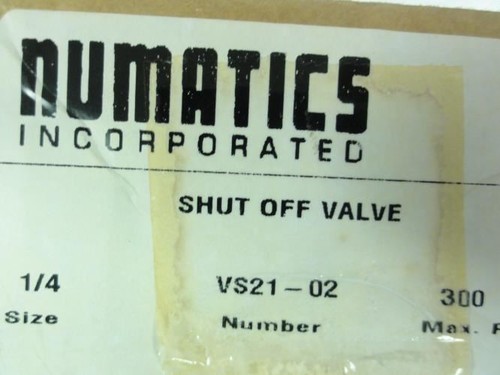 NUMATICS
INCORPORATED
SHUT OFF VALVE
1/4 VS21-02 300
Size Number Max.